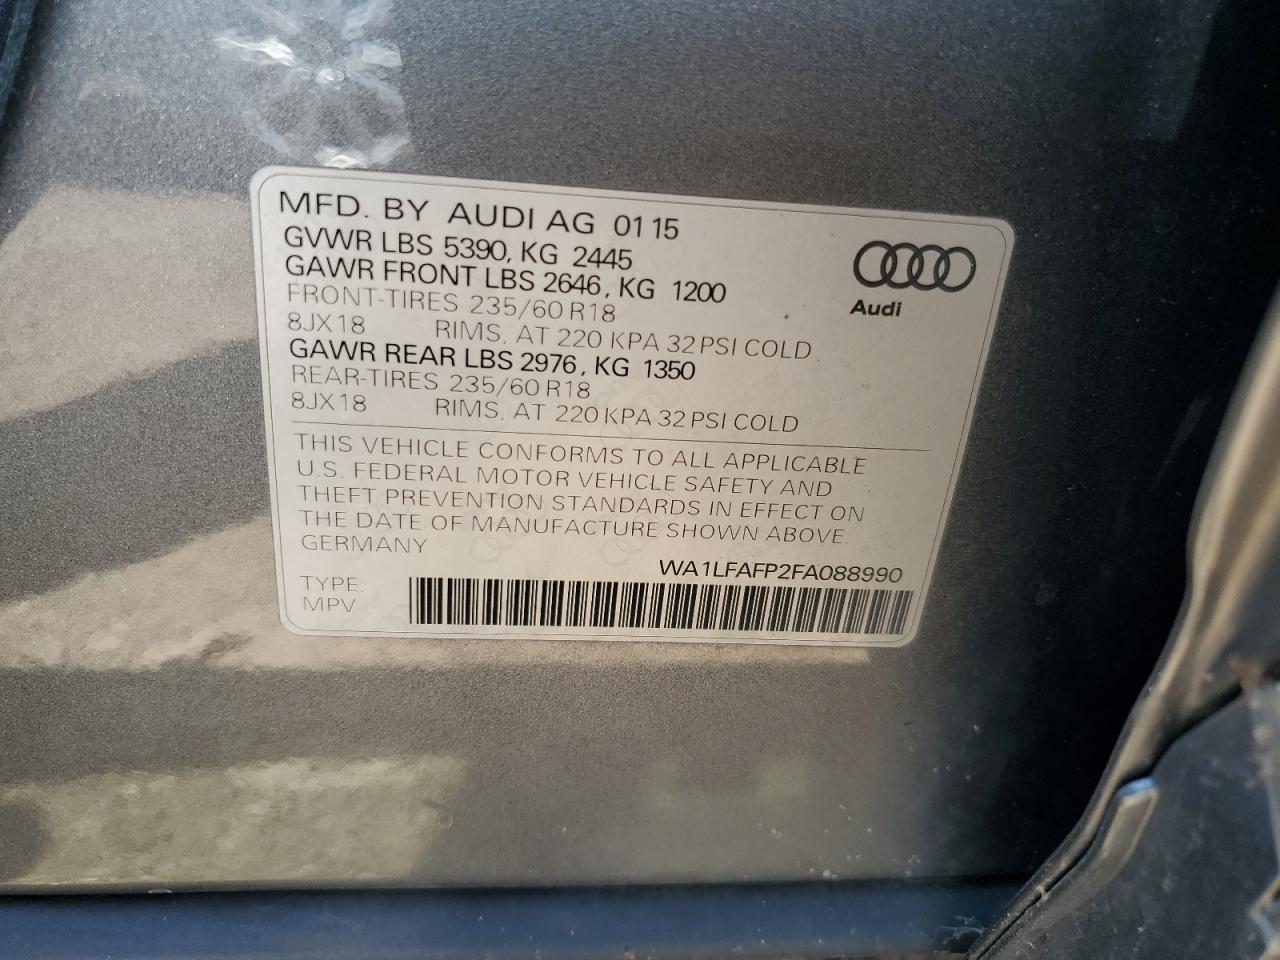 MFD. BY AUDI AG 01 15
GVWR LBS 5390, KG 2445
GAWR FRONT LBS 2646, KG 1200
FRONT-TIRES 235/60 R18
8JX18 RIMS, AT 220 KPA 32 PSI COLD
GAWR REAR LBS 2976, KG 1350
REAR-TIRES 235/60 R18
8JX18 RIMS, AT 220 KPA 32 PSI COLD
Audi
THIS VEHICLE CONFORMS TO ALL APPLICABLE
U.S. FEDERAL MOTOR VEHICLE SAFETY AND
THEFT PREVENTION STANDARDS IN EFFECT ON
THE DATE OF MANUFACTURE SHOWN ABOVE.
GERMANY
WA1LFAFP2FA088990
TYPE:
MPV